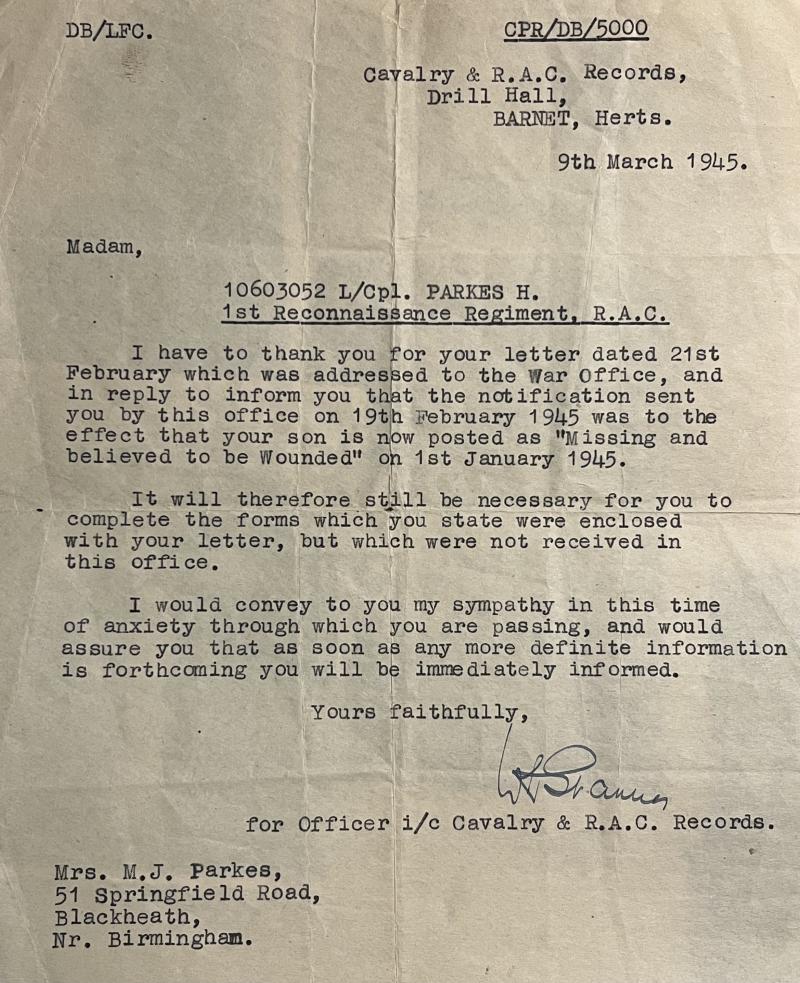 DB/LFC.
CPR/DB/5000
Cavalry & R.A.C. Records,
Drill Hall,
BARNET, Herts.
9th March 1945.
Madam,
10603052 L/Cpl. PARKES H.
1st Reconnaissance Regiment, R.A.C.
I have to thank you for your letter dated 21st
February which was addressed to the War Office, and
in reply to inform you that the notification sent
you by this office on 19th February 1945 was to the
effect that your son is now posted as "Missing and
believed to be Wounded" on 1st January 1945.
It will therefore still be necessary for you to
complete the forms which you state were enclosed
with your letter, but which were not received in
this office.
I would convey to you my sympathy in this time
of anxiety through which you are passing, and would
assure you that as soon as any more definite information
is forthcoming you will be immediately informed.
Yours faithfully,
for Officer i/c Cavalry & R.A.C. Records.
Mrs. M.J. Parkes,
51 Springfield Road,
Blackheath,
Nr. Birmingham.